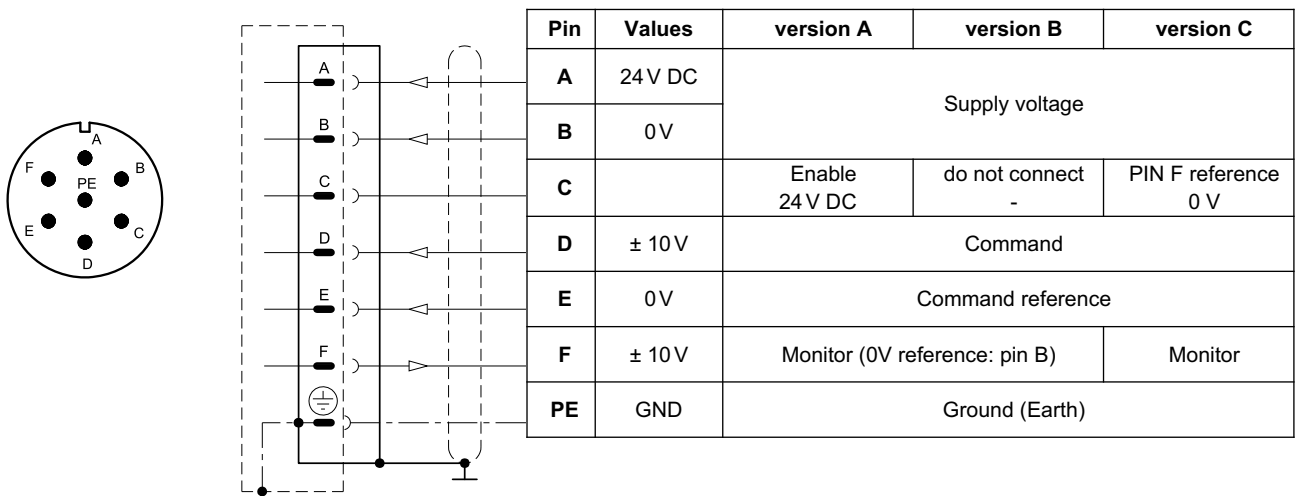 A
F
B
PE
E
C
D
A
B
C
D
E
F
Pin Values version A version B version C
A 24 V DC
Supply voltage
B 0 V
C Enable do not connect PIN F reference
24 V DC - 0 V
D ± 10 V Command
E 0 V Command reference
F ± 10 V Monitor (0V reference: pin B) Monitor
PE GND Ground (Earth)